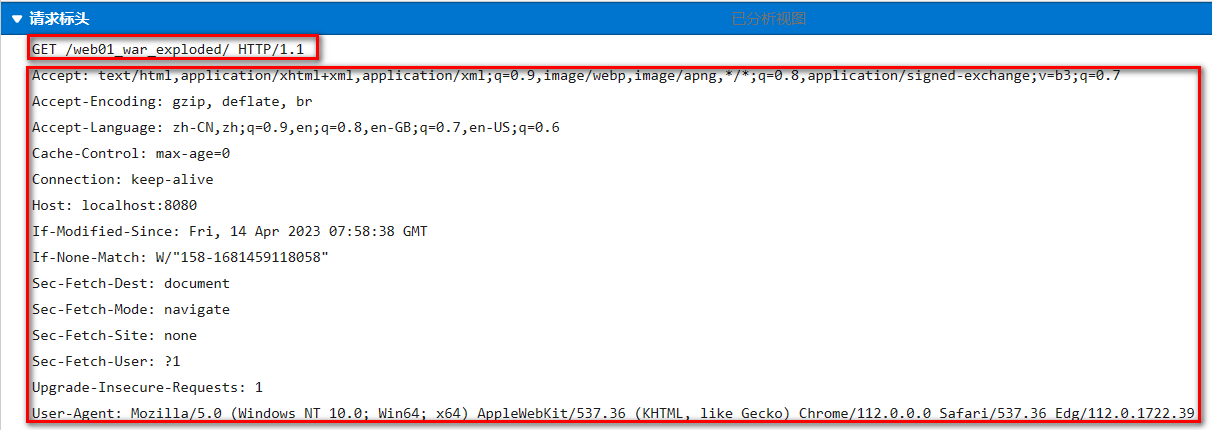 请求标头 已分析视图
GET /web01_war_exploded/ HTTP/1.1
Accept: text/html,application/xhtml+xml,application/xml;q=0.9,image/webp,image/apng,*/*;q=0.8,application/signed-exchange;v=b3;q=0.7
Accept-Encoding: gzip, deflate, br
Accept-Language: zh-CN,zh;q=0.9,en;q=0.8,en-GB;q=0.7,en-US;q=0.6
Cache-Control: max-age=0
Connection: keep-alive
Host: localhost:8080
If-Modified-Since: Fri, 14 Apr 2023 07:58:38 GMT
If-None-Match: W/"158-1681459118058"
Sec-Fetch-Dest: document
Sec-Fetch-Mode: navigate
Sec-Fetch-Site: none
Sec-Fetch-User: ?1
Upgrade-Insecure-Requests: 1
User-Agent: Mozilla/5.0 (Windows NT 10.0; Win64; x64) AppleWebKit/537.36 (KHTML, like Gecko) Chrome/112.0.0.0 Safari/537.36 Edg/112.0.1722.39